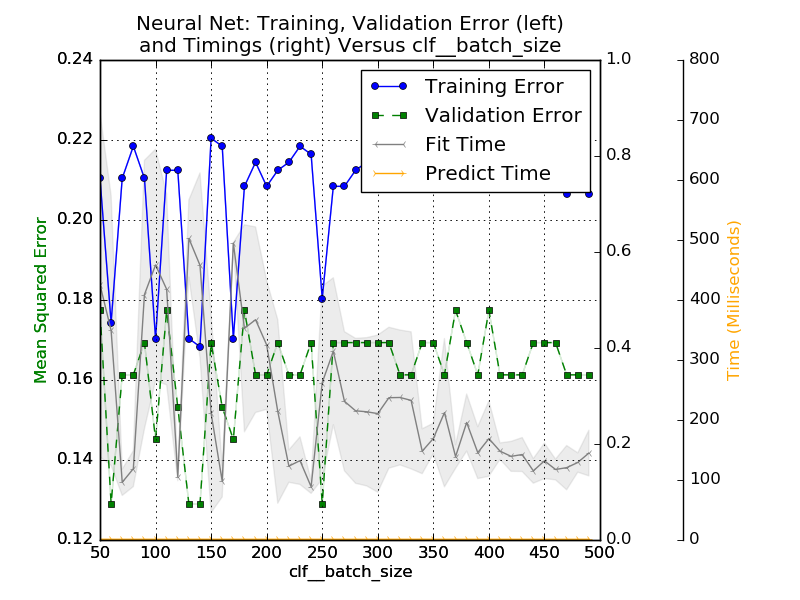 Neural Net: Training, Validation Error (left)
and Timings (right) Versus clf__batch_size
Training Error
Validation Error
Fit Time
Predict Time
Mean Squared Error
0.24
0.22
0.20
0.18
0.16
0.14
0.12
50 100 150 200 250 300 350 400 450 500
clf__batch_size
1.0
0.8
0.6
0.4
0.2
0.0
800
700
600
500
400
300
200
100
0
Time (Milliseconds)